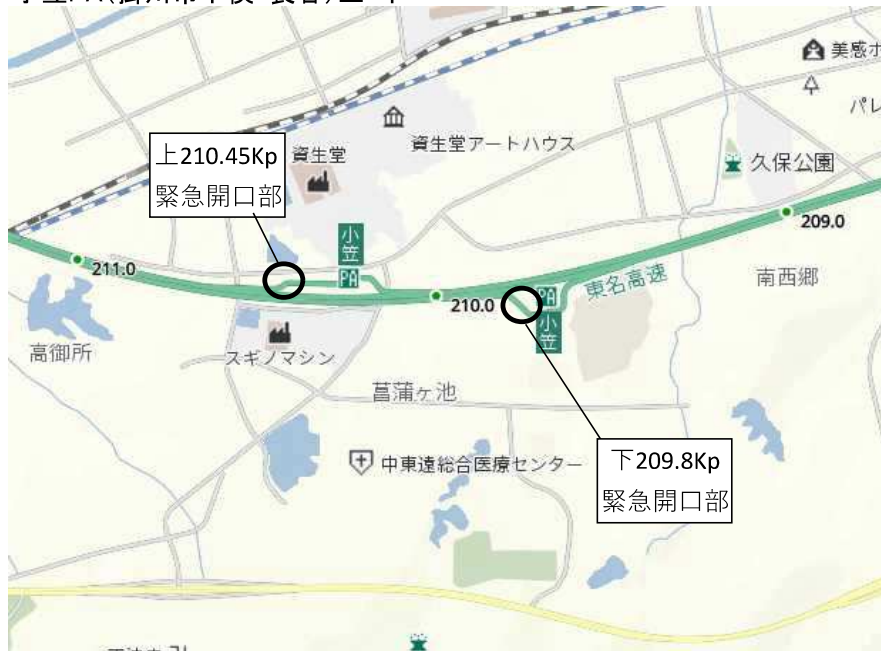 美感ホ
パレ
資生堂アートハウス
資生堂
上210.45Kp
緊急開口部
久保公園
小笠
PA
209.0
211.0
東名高速
南西郷
210.0
PA
小笠
高御所
スギノマシン
菖蒲ヶ池
中東遠総合医療センター
下209.8Kp
緊急開口部